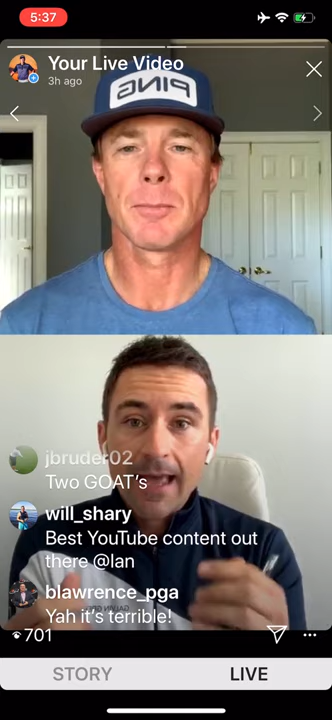 5:37
Your Live Video
3h ago
PING
jbruder02
Two GOAT's
will_shary
Best YouTube content out
there @Ian
blawrence_pga
Yah it's terrible!
701
STORY
LIVE